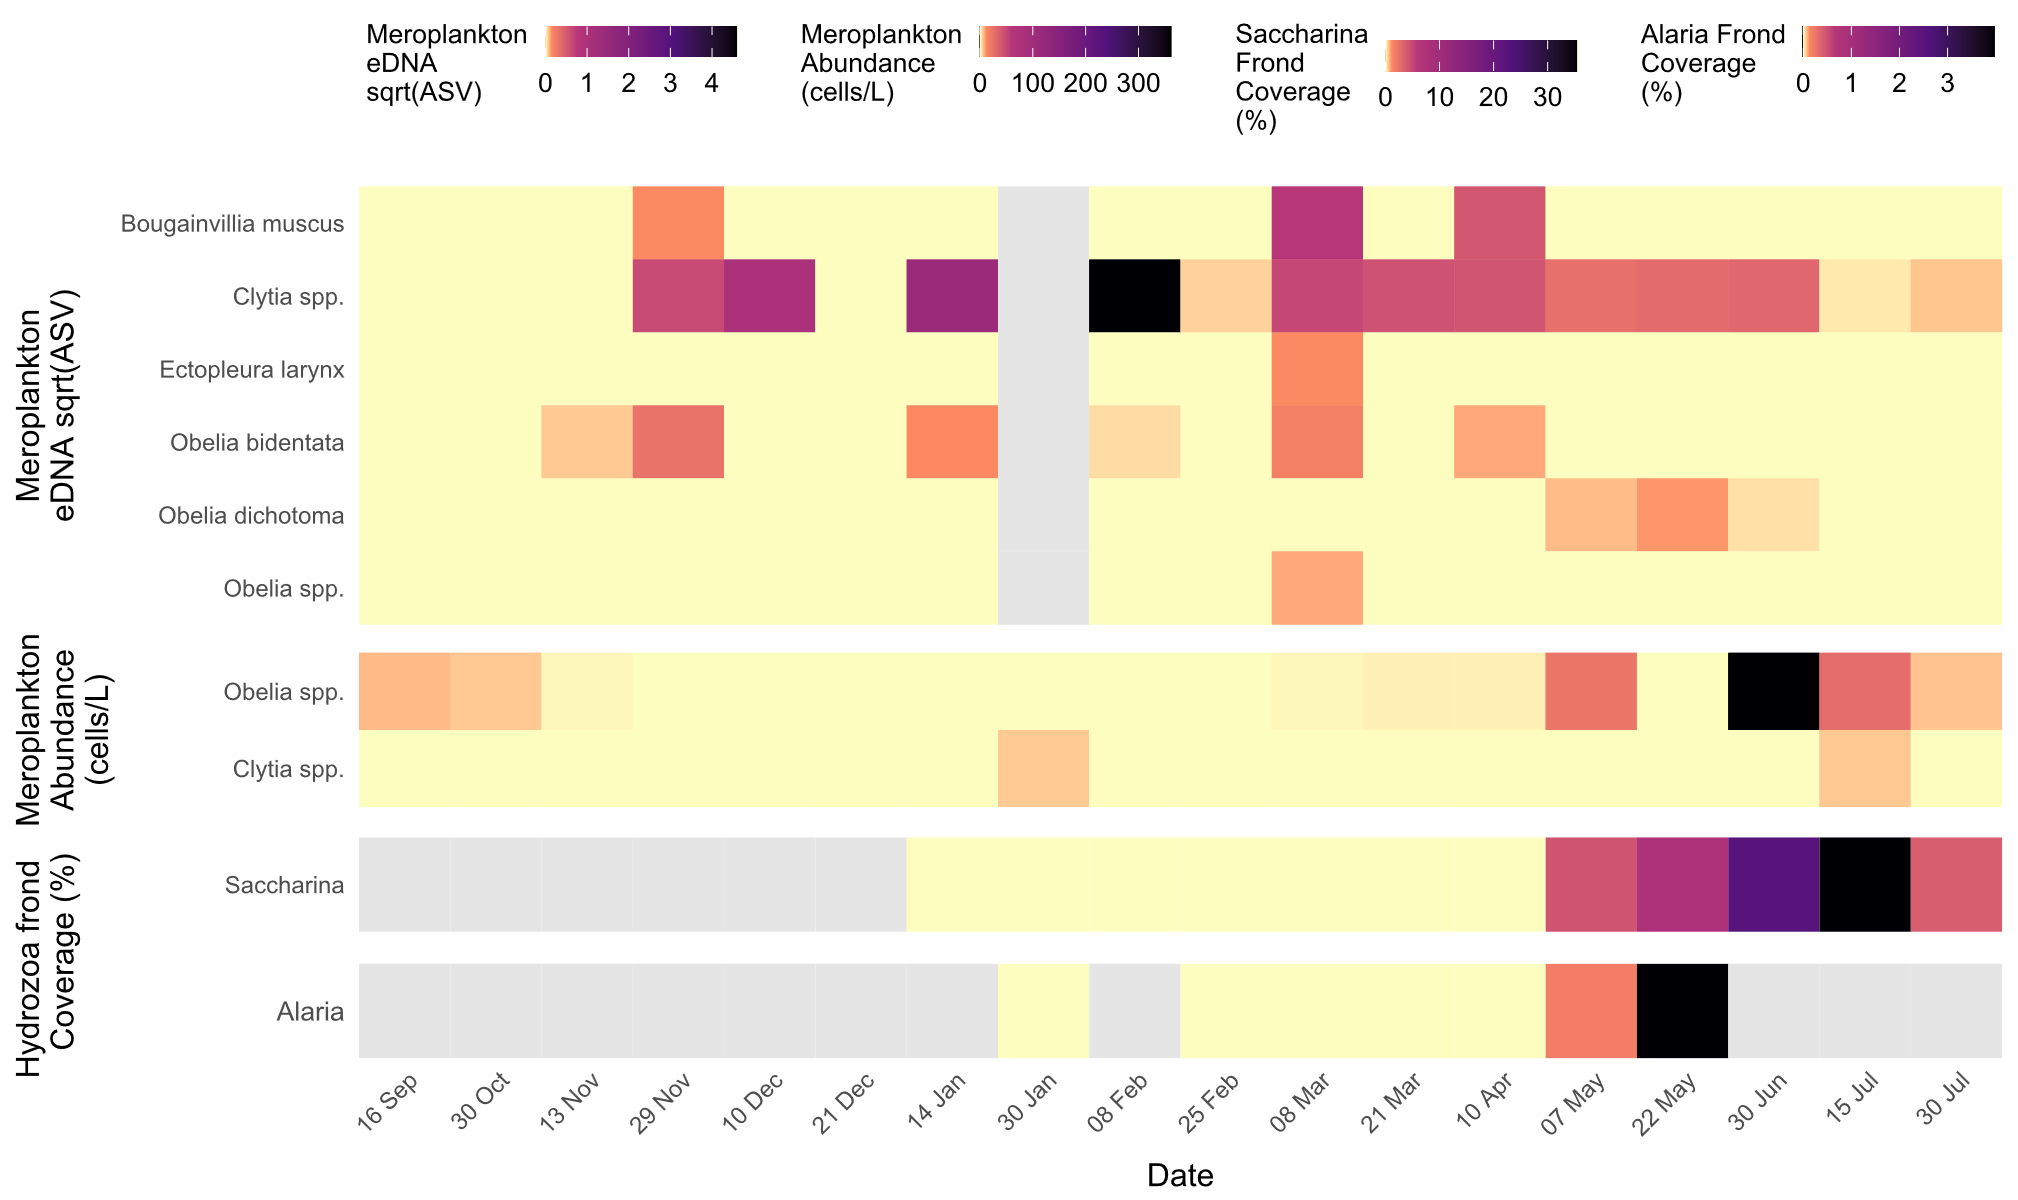 Meroplankton
eDNA
sqrt(ASV)
0 1 2 3 4
Meroplankton
Abundance
(cells/L)
0 100 200 300
Saccharina
Frond
Coverage
(%)
0 10 20 30
Alaria Frond
Coverage
(%)
0 1 2 3
Meroplankton
eDNA sqrt(ASV)
Bougainvillia muscus
Clytia spp.
Ectopleura larynx
Obelia bidentata
Obelia dichotoma
Obelia spp.
Meroplankton
Abundance
(cells/L)
Obelia spp.
Clytia spp.
Hydrozoa frond
Coverage (%)
Saccharina
Alaria
16 Sep
30 Oct
13 Nov
29 Nov
10 Dec
21 Dec
14 Jan
30 Jan
08 Feb
25 Feb
08 Mar
21 Mar
10 Apr
07 May
22 May
30 Jun
15 Jul
30 Jul
Date